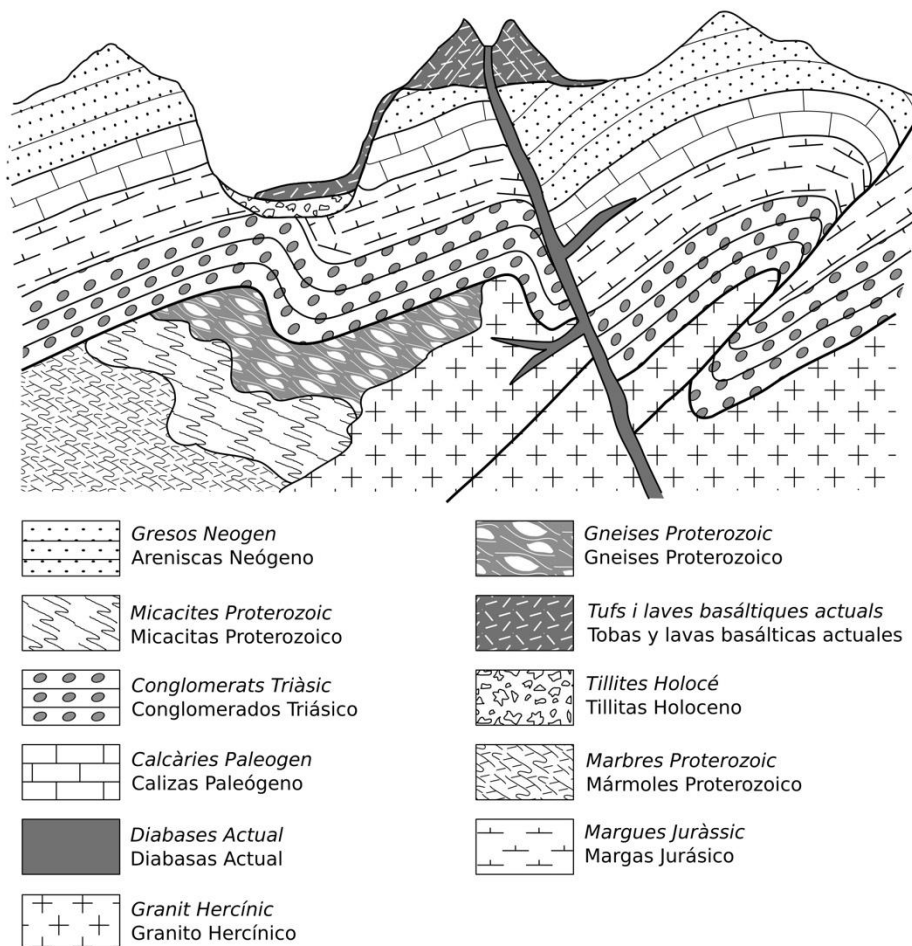 Gresos Neogen
Areniscas Neógeno
Micacites Proterozoic
Micacitas Proterozoico
Conglomerats Triàsic
Conglomerados Triásico
Calcàries Paleogen
Calizas Paleógeno
Diabases Actual
Diabasas Actual
Granit Hercínic
Granito Hercínico
Gneises Proterozoic
Gneises Proterozoico
Tufs i laves basáltiques actuals
Tobas y lavas basálticas actuales
Tillites Holocé
Tillitas Holoceno
Marbres Proterozoic
Mármoles Proterozoico
Margues Juràssic
Margas Jurásico